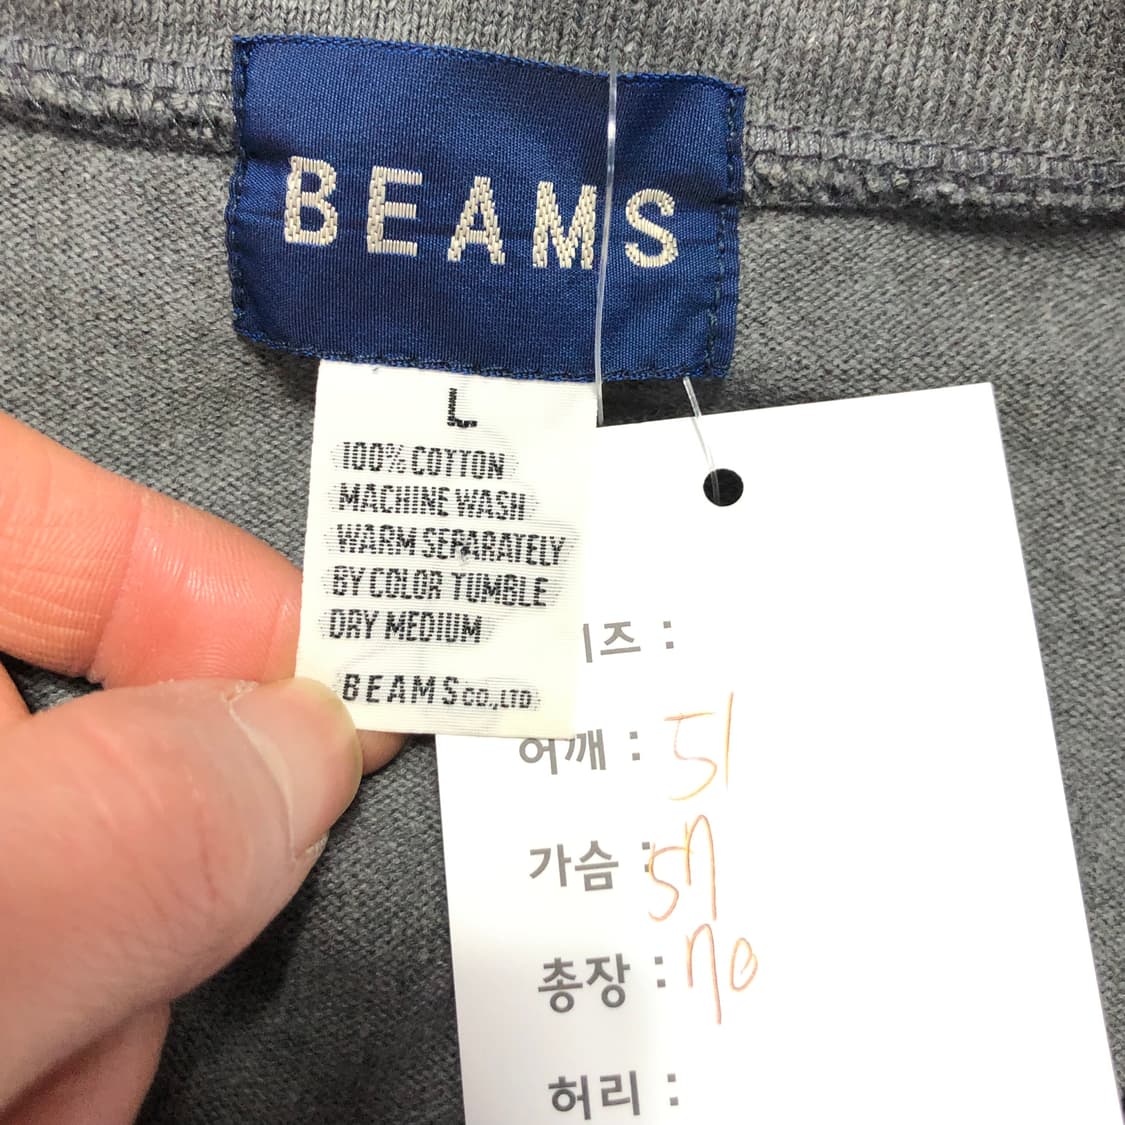 BEAMS
L
100% COTTON
MACHINE WASH
WARM SEPARATELY
BY COLOR TUMBLE
DRY MEDIUM
BEAMS CO.,LTD.
어깨 : 51
가슴 : 57
총장 : 70
허리 :